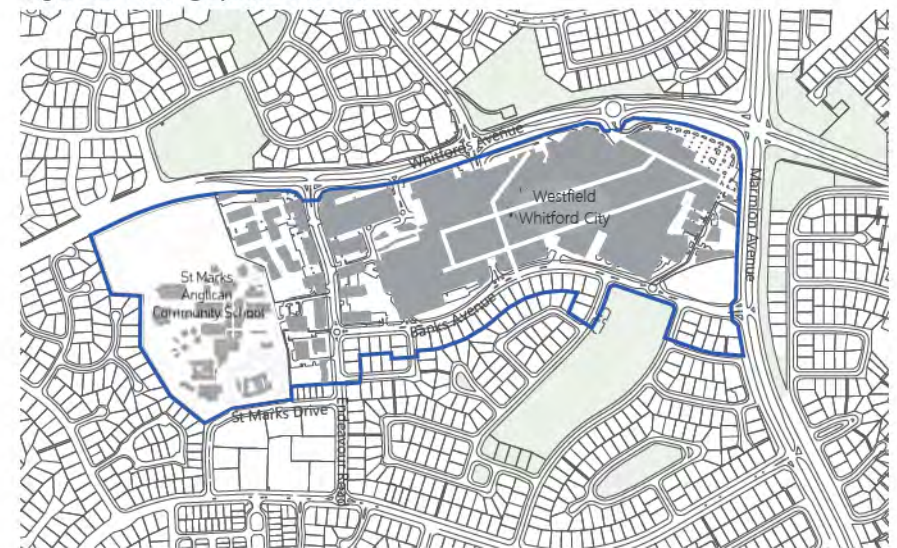 Whitfords Avenue
Westfield
Whitford City
Marmion Avenue
St Marks
Anglican
Community School
Banks Avenue
St Marks Drive
Endeavour Road